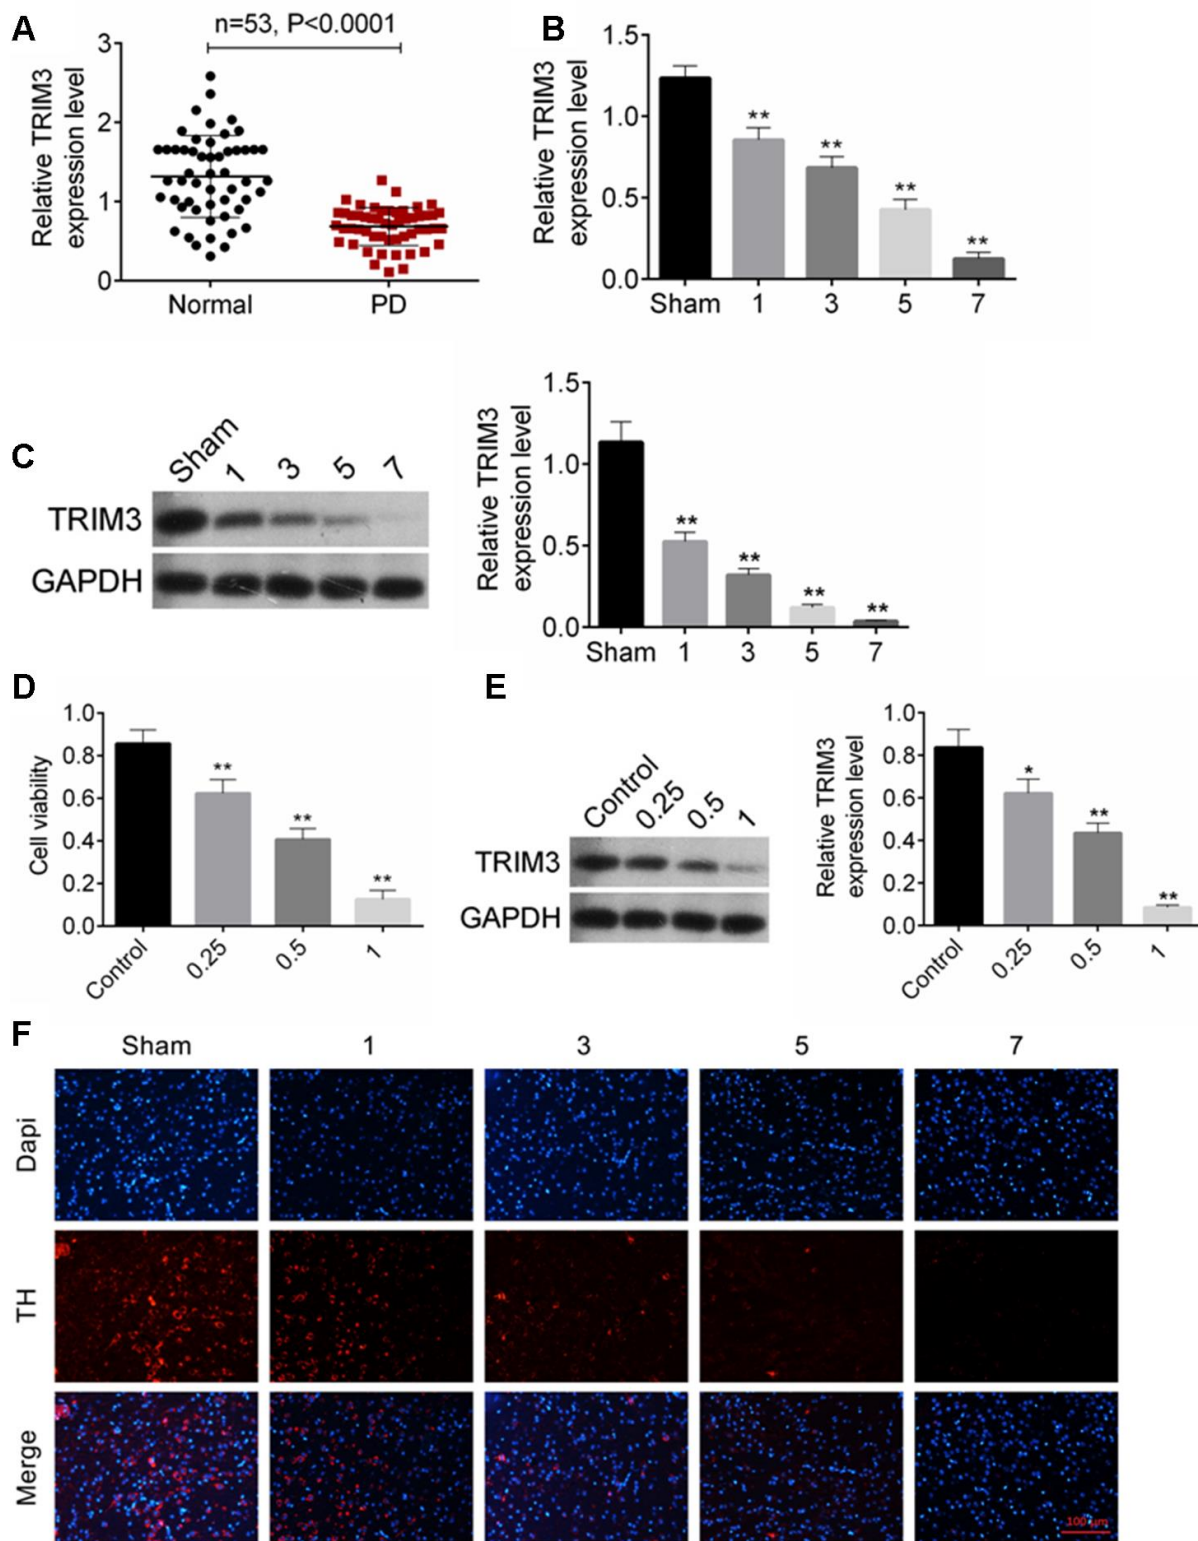 A
n=53, P<0.0001
Relative TRIM3
expression level
3
2
1
0
Normal PD
B
Relative TRIM3
expression level
1.5
1.0
0.5
0.0
** ** ** **
Sham 1 3 5 7
C
Sham 1 3 5 7
TRIM3
GAPDH
Relative TRIM3
expression level
1.5
1.0
0.5
0.0
** ** ** **
Sham 1 3 5 7
D
Cell viability
1.0
0.8
0.6
0.4
0.2
0.0
** ** **
Control 0.25 0.5 1
E
Control 0.25 0.5 1
TRIM3
GAPDH
Relative TRIM3
expression level
1.0
0.8
0.6
0.4
0.2
0.0
* ** **
Control 0.25 0.5 1
F
Sham 1 3 5 7
Dapi
TH
Merge
100 μm